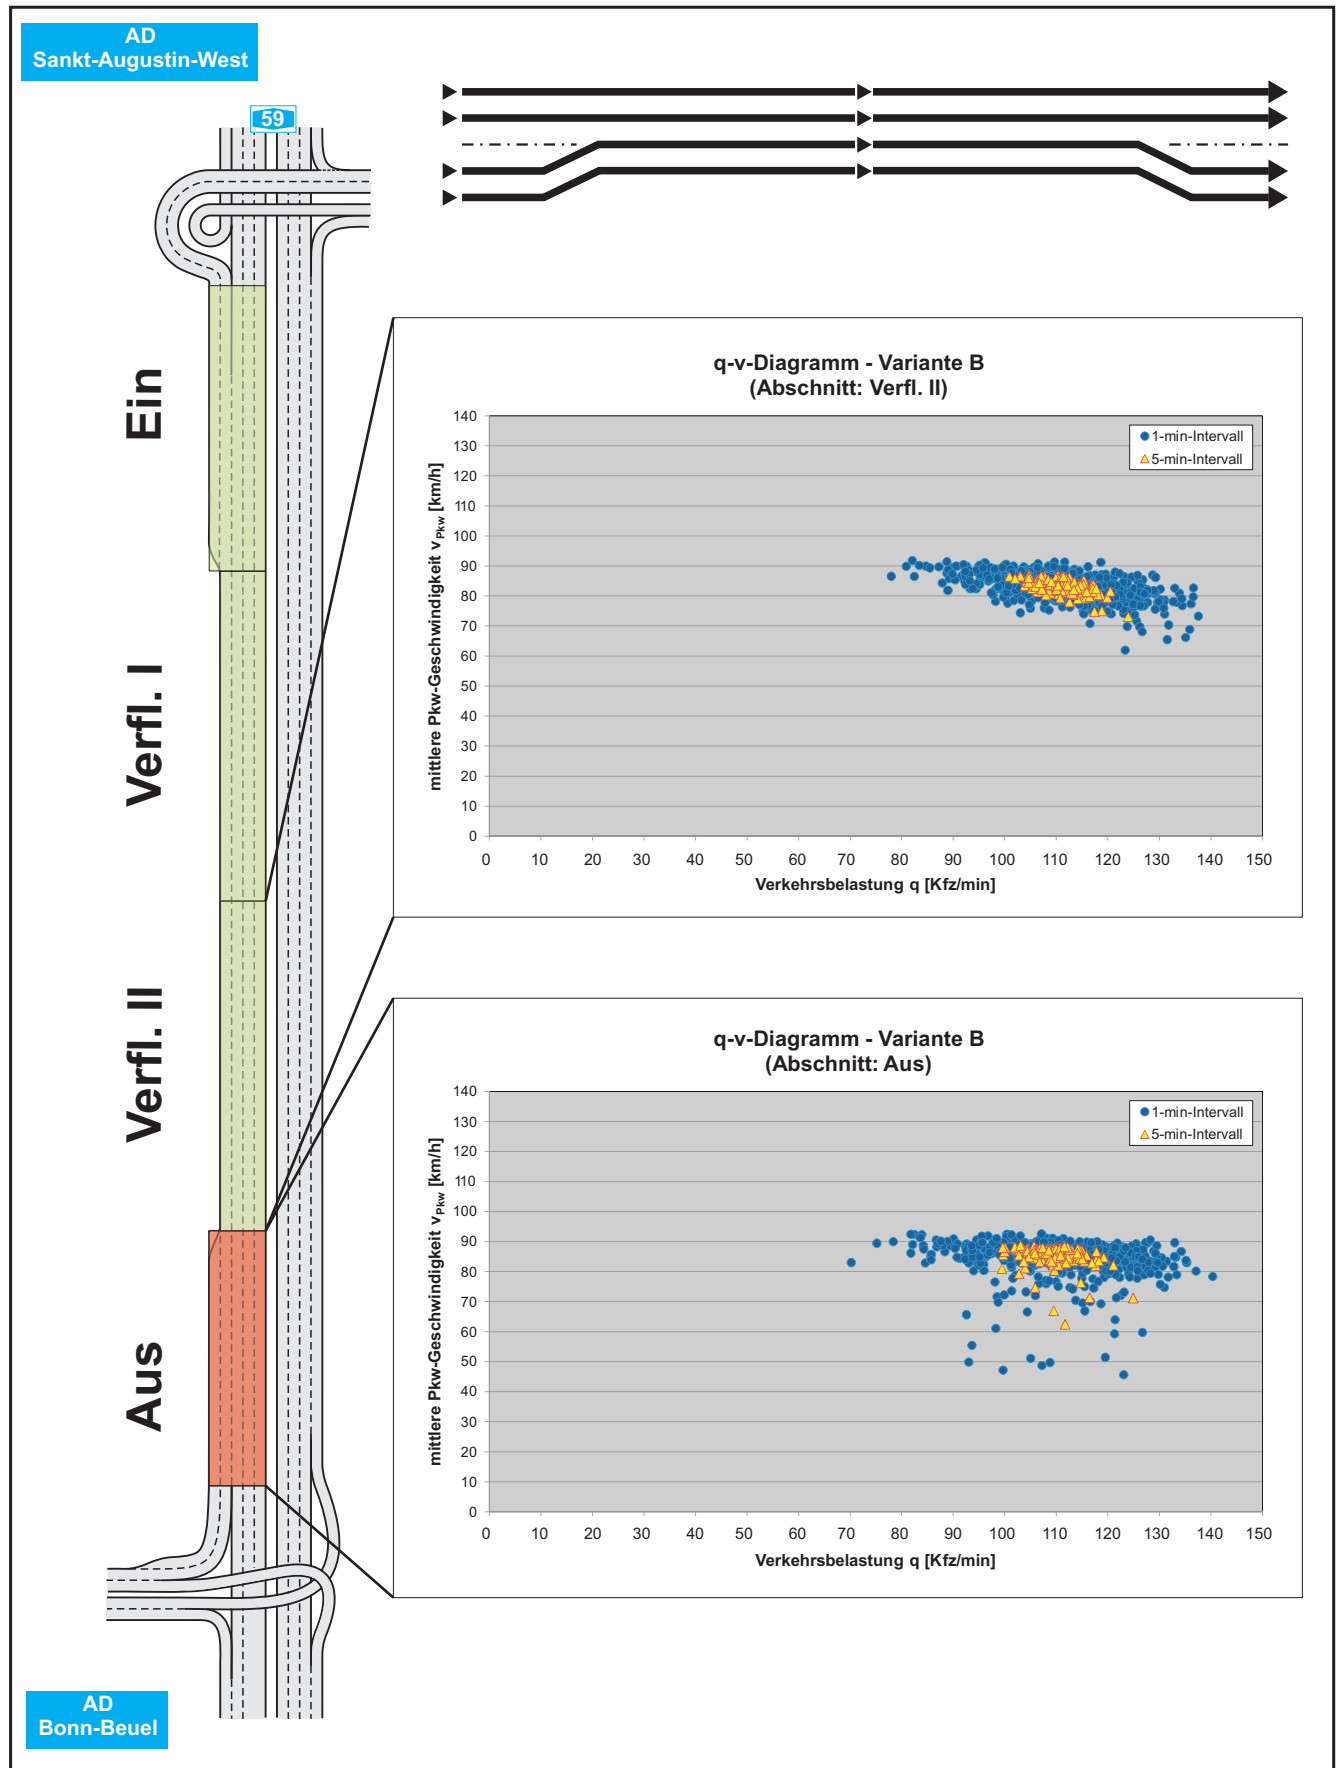 AD
Sankt-Augustin-West
59
Ein
Verfl. I
Verfl. II
Aus
q-v-Diagramm - Variante B
(Abschnitt: Verfl. II)
140
130
120
110
100
90
80
70
60
50
40
30
20
10
0
mittlere Pkw-Geschwindigkeit vPkw [km/h]
1-min-Intervall
5-min-Intervall
0 10 20 30 40 50 60 70 80 90 100 110 120 130 140 150
Verkehrsbelastung q [Kfz/min]
q-v-Diagramm - Variante B
(Abschnitt: Aus)
140
130
120
110
100
90
80
70
60
50
40
30
20
10
0
mittlere Pkw-Geschwindigkeit vPkw [km/h]
1-min-Intervall
5-min-Intervall
0 10 20 30 40 50 60 70 80 90 100 110 120 130 140 150
Verkehrsbelastung q [Kfz/min]
AD
Bonn-Beuel